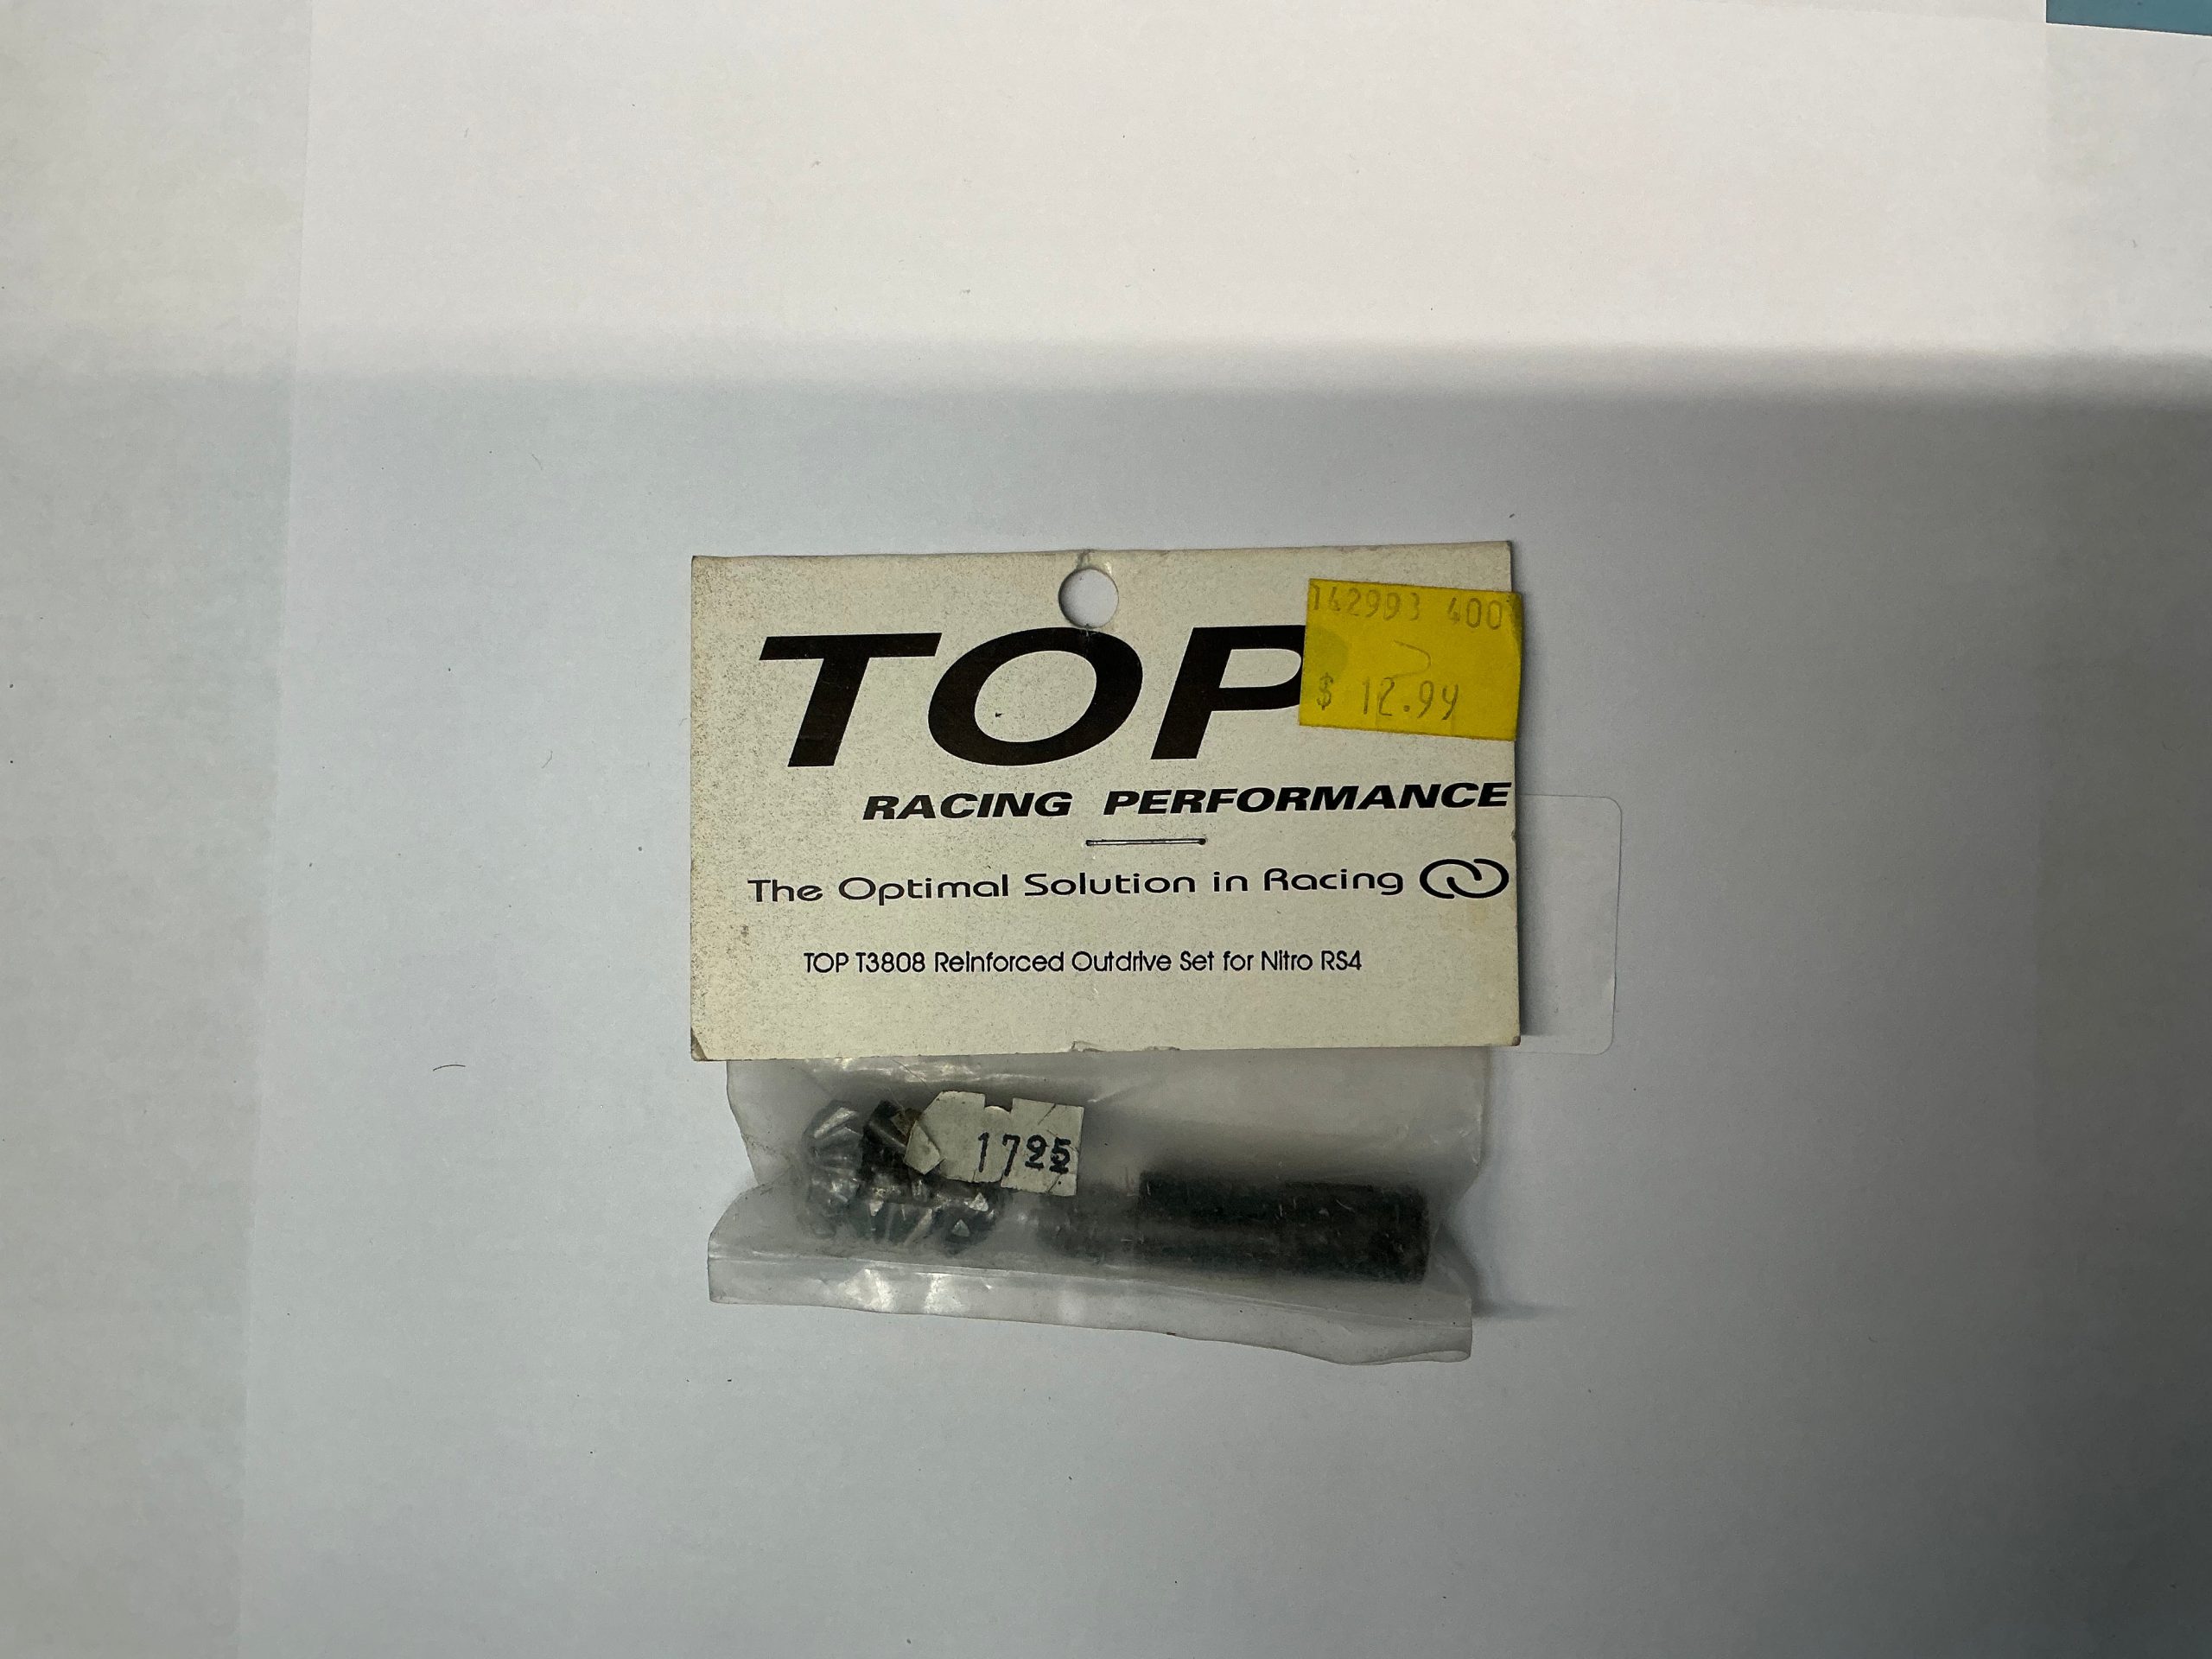 142993 400
$ 12.99
TOP
RACING PERFORMANCE
The Optimal Solution in Racing
TOP T3808 Reinforced Outdrive Set for Nitro RS4
1725